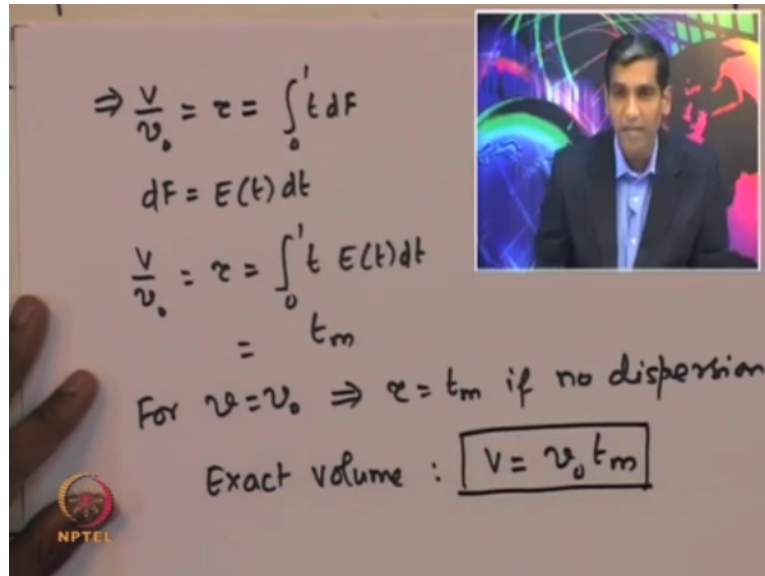 ⇒ V/v₀ = τ = ∫₀¹ t dF
dF = E(t) dt
V/v₀ = τ = ∫₀¹ t E(t) dt
= tm
For v = v₀ ⇒ τ = tm if no dispersion
Exact volume : V = v₀ tm
NPTEL